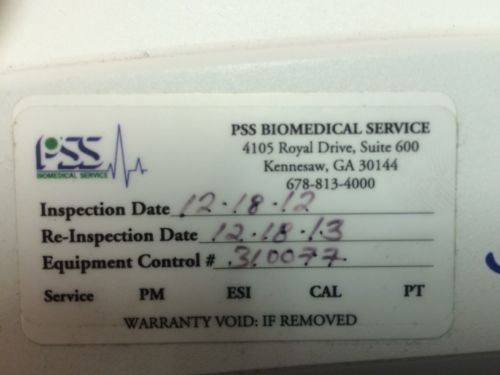 PSS BIOMEDICAL SERVICE
4105 Royal Drive, Suite 600
Kennesaw, GA 30144
678-813-4000
PSS
BIOMEDICAL SERVICE
Inspection Date 12.18.12
Re-Inspection Date 12.18.13
Equipment Control # 310077
Service PM ESI CAL PT
WARRANTY VOID: IF REMOVED